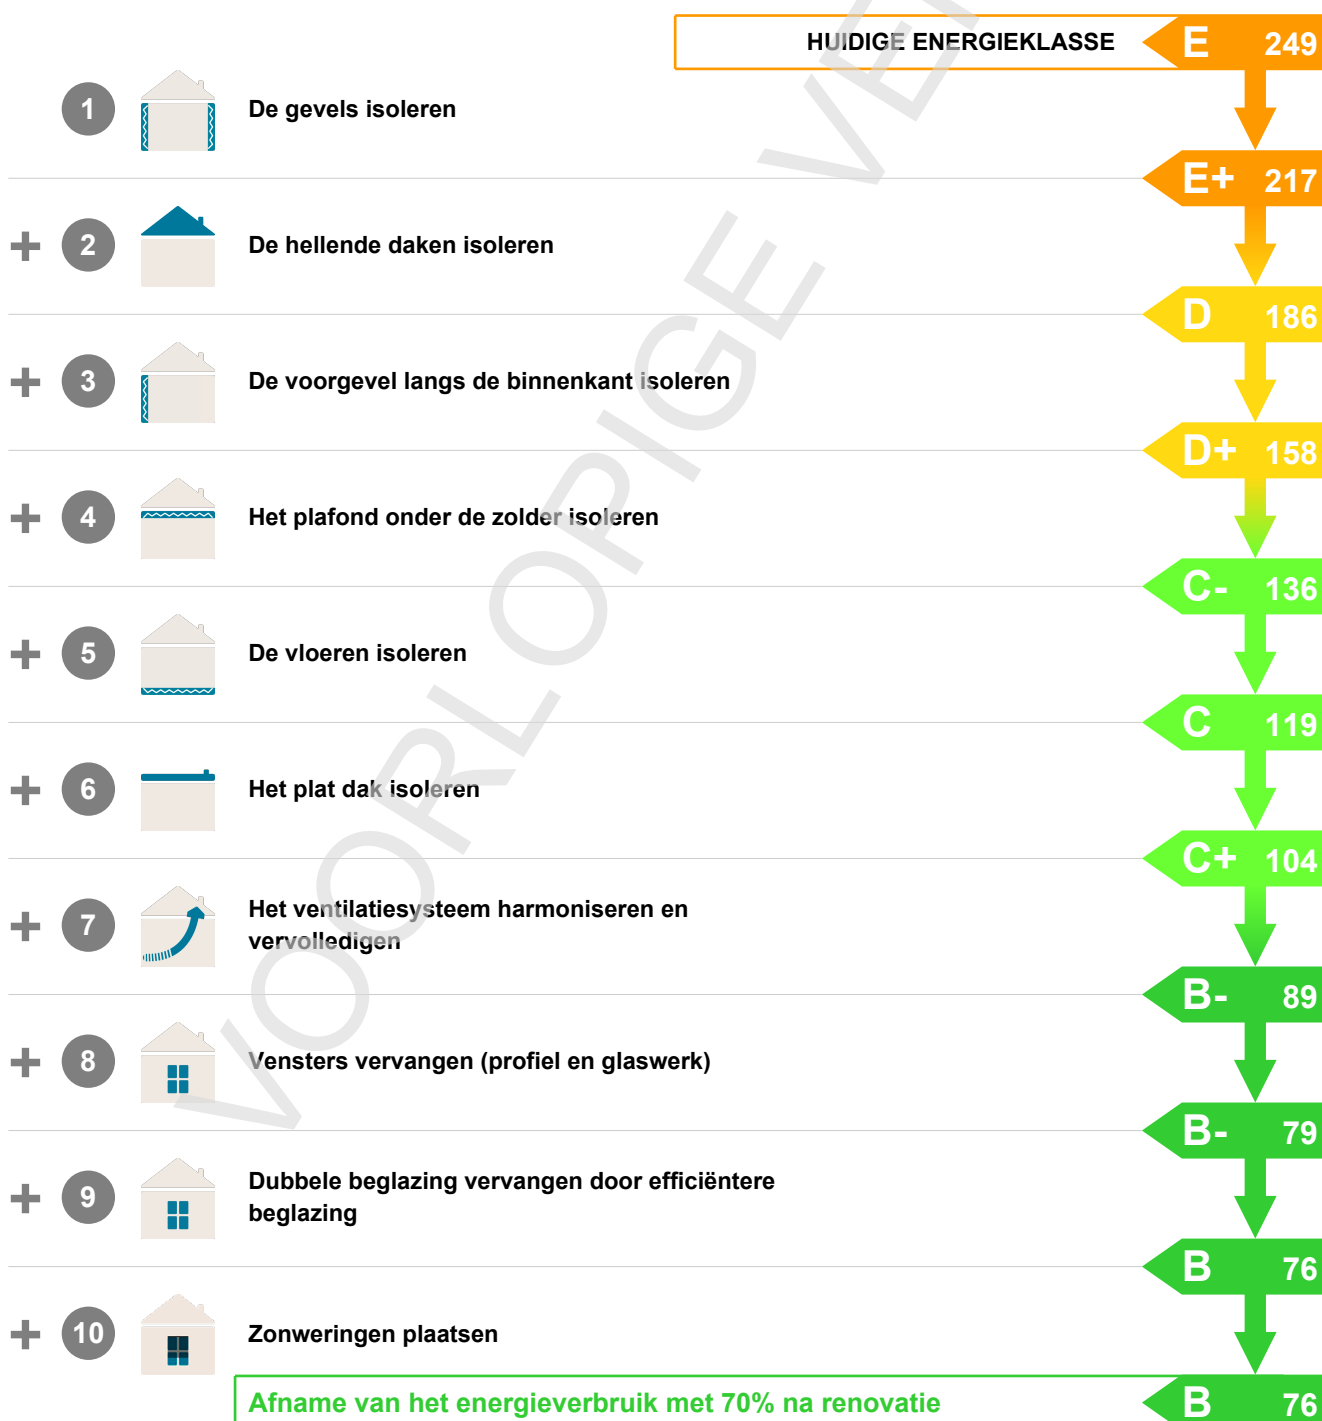 HUIDIGE ENERGIEKLASSE E 249
1 De gevels isoleren
E+ 217
+ 2 De hellende daken isoleren
D 186
+ 3 De voorgevel langs de binnenkant isoleren
D+ 158
+ 4 Het plafond onder de zolder isoleren
C- 136
+ 5 De vloeren isoleren
C 119
+ 6 Het plat dak isoleren
C+ 104
+ 7 Het ventilatiesysteem harmoniseren en
vervolledigen
B- 89
+ 8 Vensters vervangen (profiel en glaswerk)
B- 79
+ 9 Dubbele beglazing vervangen door efficiëntere
beglazing
B 76
+ 10 Zonweringen plaatsen
Afname van het energieverbruik met 70% na renovatie B 76
VOORLOPIGE